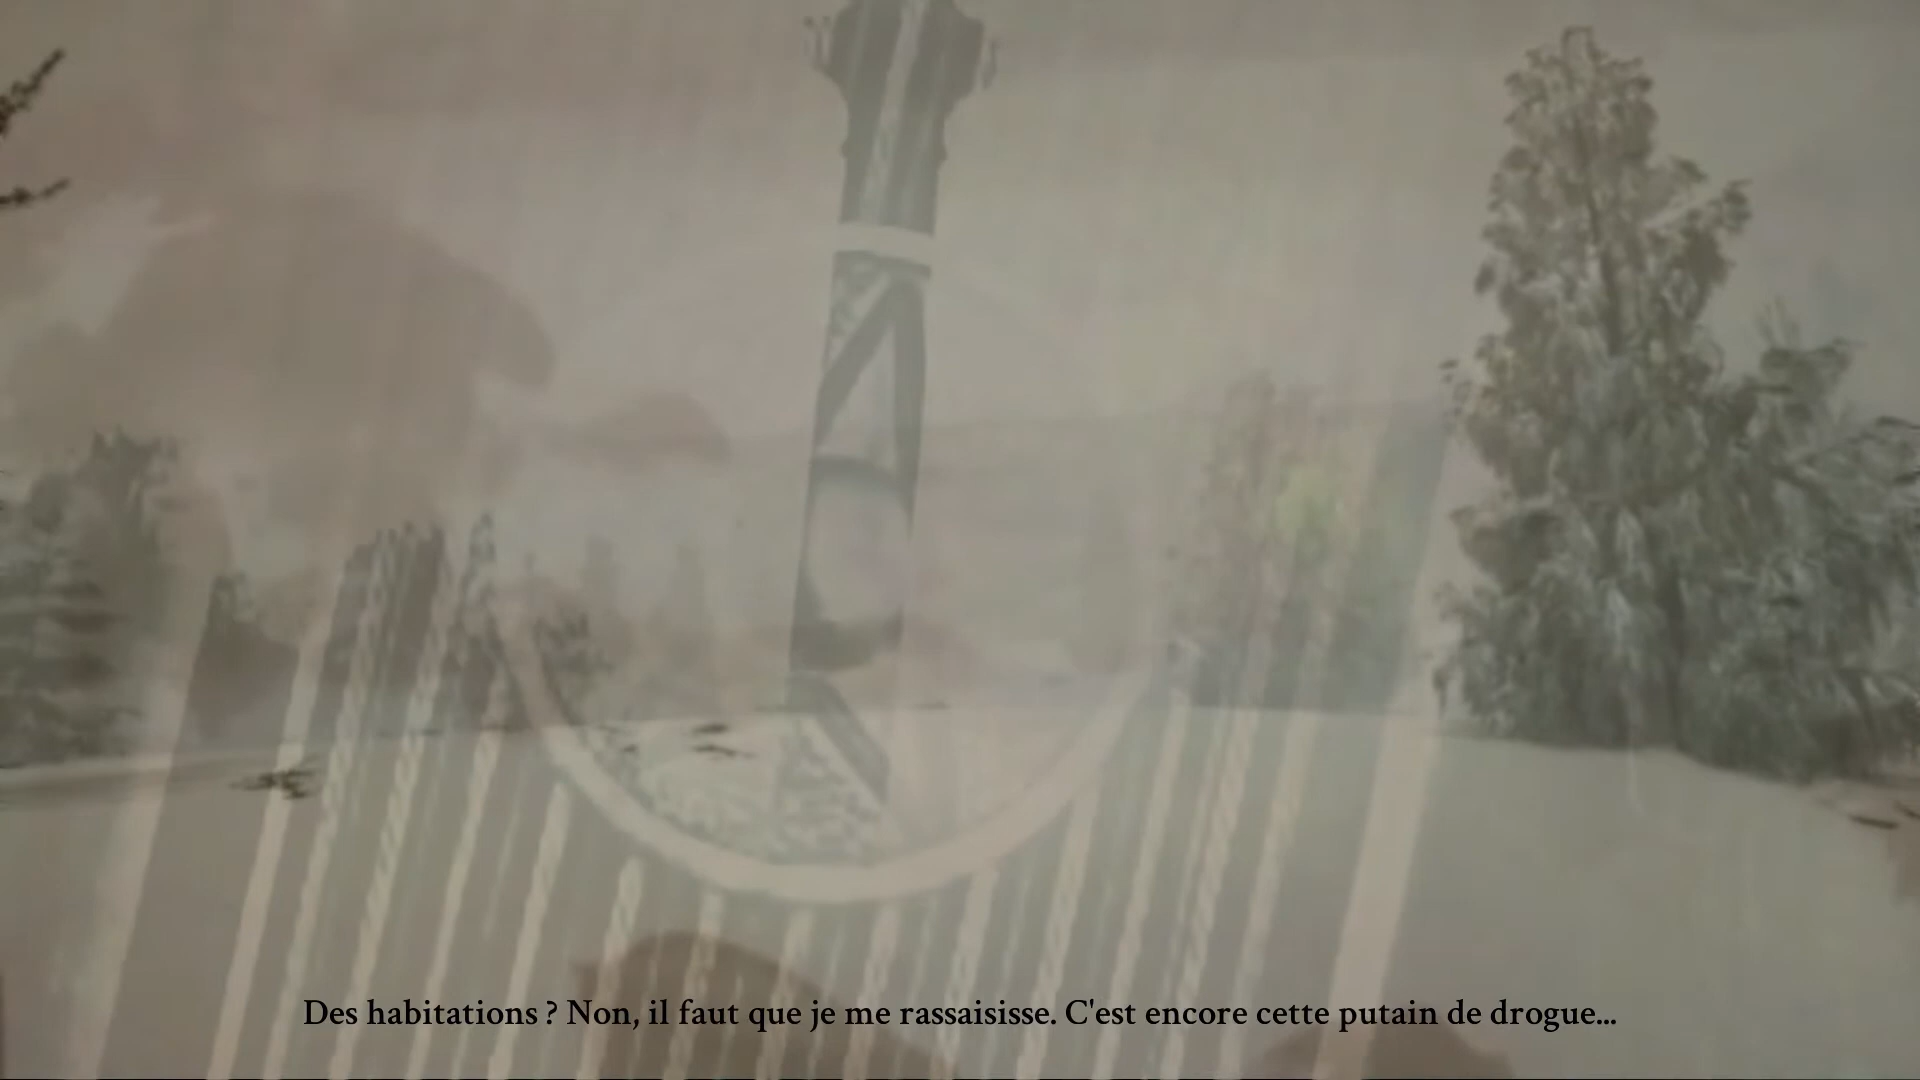 Des habitations ? Non, il faut que je me rassaisisse. C'est encore cette putain de drogue...